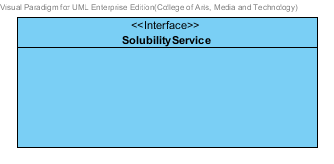 Visual Paradigm for UML Enterprise Edition(College of Arts, Media and Technology)
<<Interface>>
SolubilityService